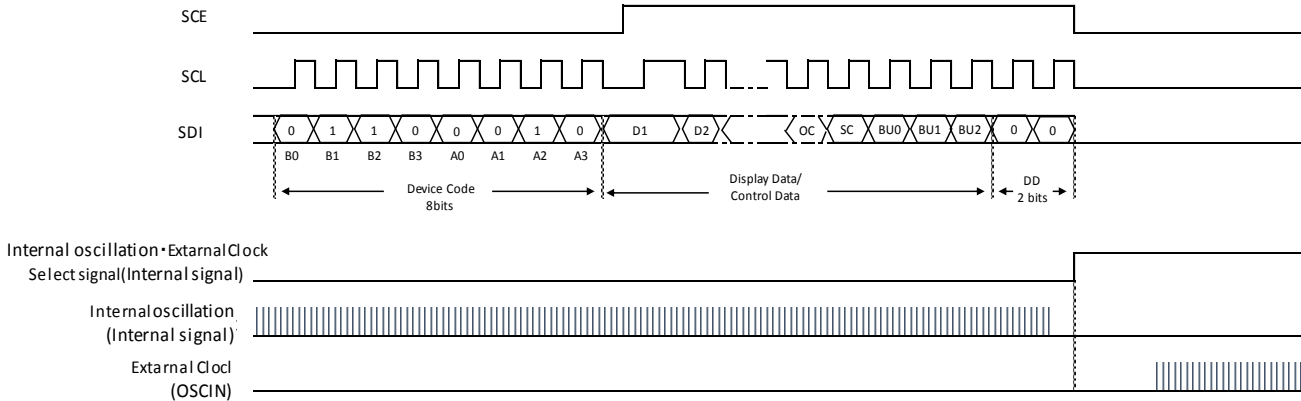 SCE
SCL
SDI
0 1 1 0 0 0 1 0 D1 D2 OC SC BU0 BU1 BU2 0 0
B0 B1 B2 B3 A0 A1 A2 A3
Device Code
8bits
Display Data/
Control Data
DD
2 bits
Internal oscillation・ExtarnalClock
Select signal(Internal signal)
Internal oscillation
(Internal signal)
Extarnal Clocl
(OSCIN)